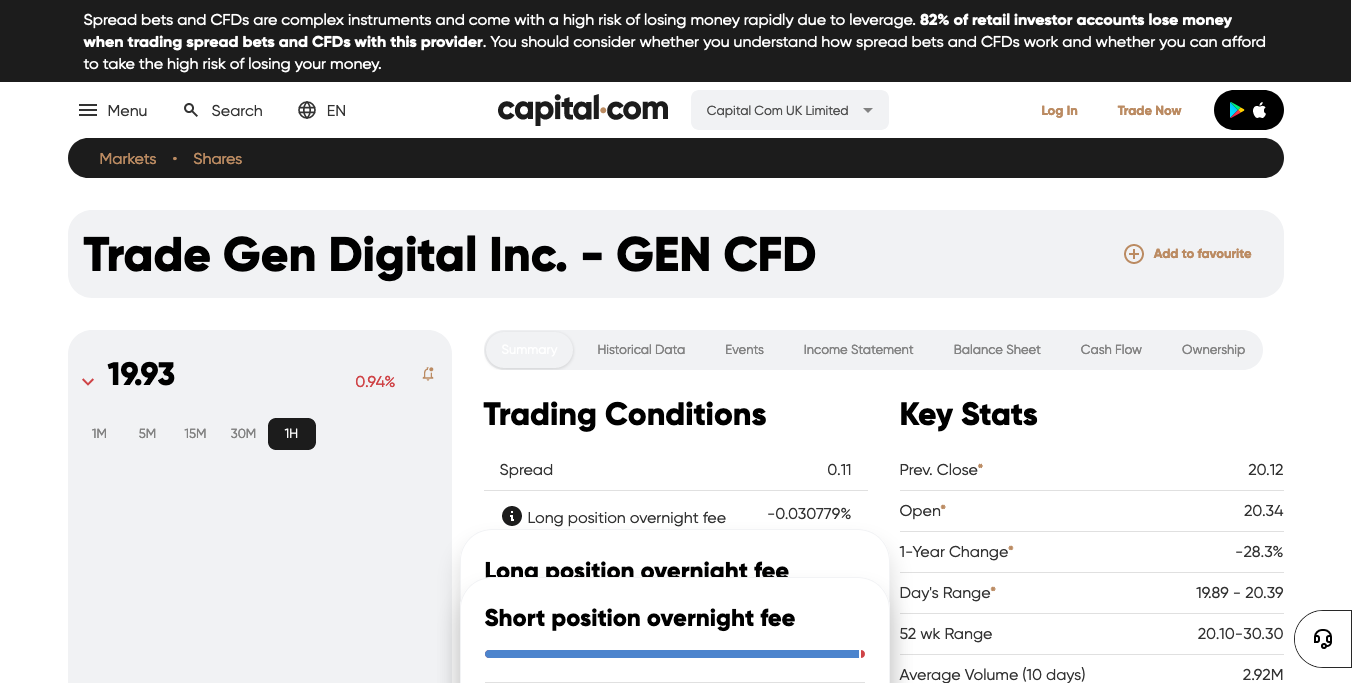 Spread bets and CFDs are complex instruments and come with a high risk of losing money rapidly due to leverage. 82% of retail investor accounts lose money
when trading spread bets and CFDs with this provider. You should consider whether you understand how spread bets and CFDs work and whether you can afford
to take the high risk of losing your money.
Menu Search EN capital.com Capital Com UK Limited Log In Trade Now
Markets • Shares
Trade Gen Digital Inc. - GEN CFD Add to favourite
19.93 0.94%
1M 5M 15M 30M 1H
Summary Historical Data Events Income Statement Balance Sheet Cash Flow Ownership
Trading Conditions
Spread 0.11
Long position overnight fee -0.030779%
Long position overnight fee
Short position overnight fee
Key Stats
Prev. Close* 20.12
Open* 20.34
1-Year Change* -28.3%
Day's Range* 19.89 - 20.39
52 wk Range 20.10-30.30
Average Volume (10 days) 2.92M